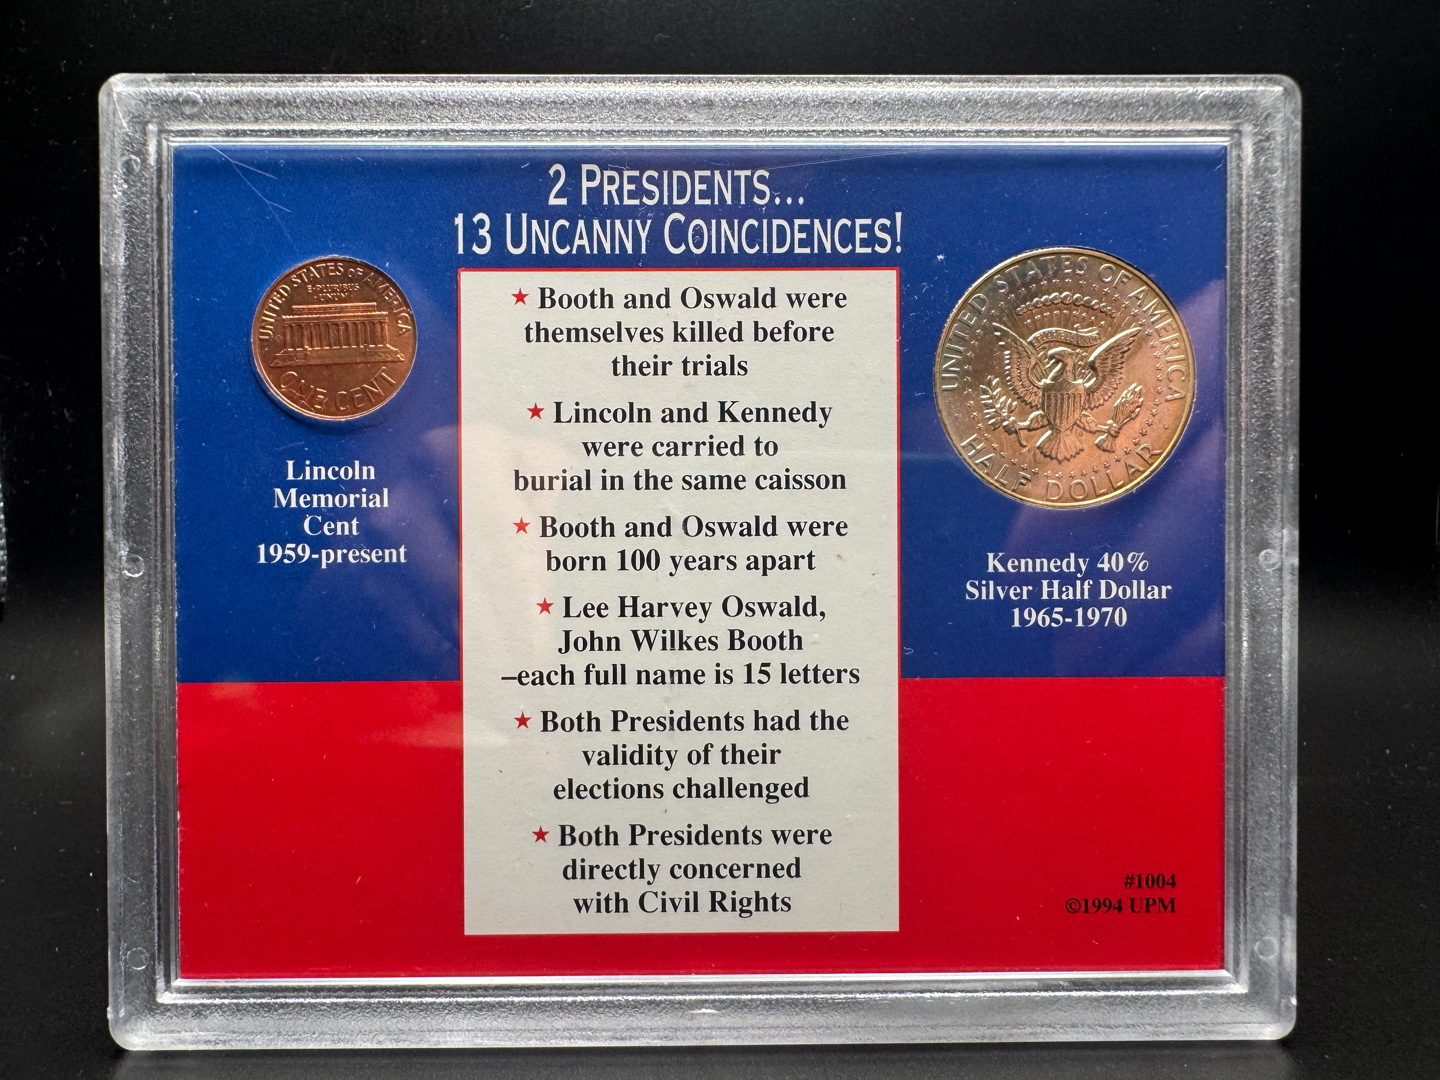 2 PRESIDENTS...
13 UNCANNY COINCIDENCES!
★ Booth and Oswald were
themselves killed before
their trials
★ Lincoln and Kennedy
were carried to
burial in the same caisson
★ Booth and Oswald were
born 100 years apart
★ Lee Harvey Oswald,
John Wilkes Booth
–each full name is 15 letters
★ Both Presidents had the
validity of their
elections challenged
★ Both Presidents were
directly concerned
with Civil Rights
UNITED STATES OF AMERICA
E·PLURIBUS
UNUM
ONE CENT
Lincoln
Memorial
Cent
1959-present
UNITED STATES OF AMERICA
HALF DOLLAR
Kennedy 40%
Silver Half Dollar
1965-1970
#1004
©1994 UPM